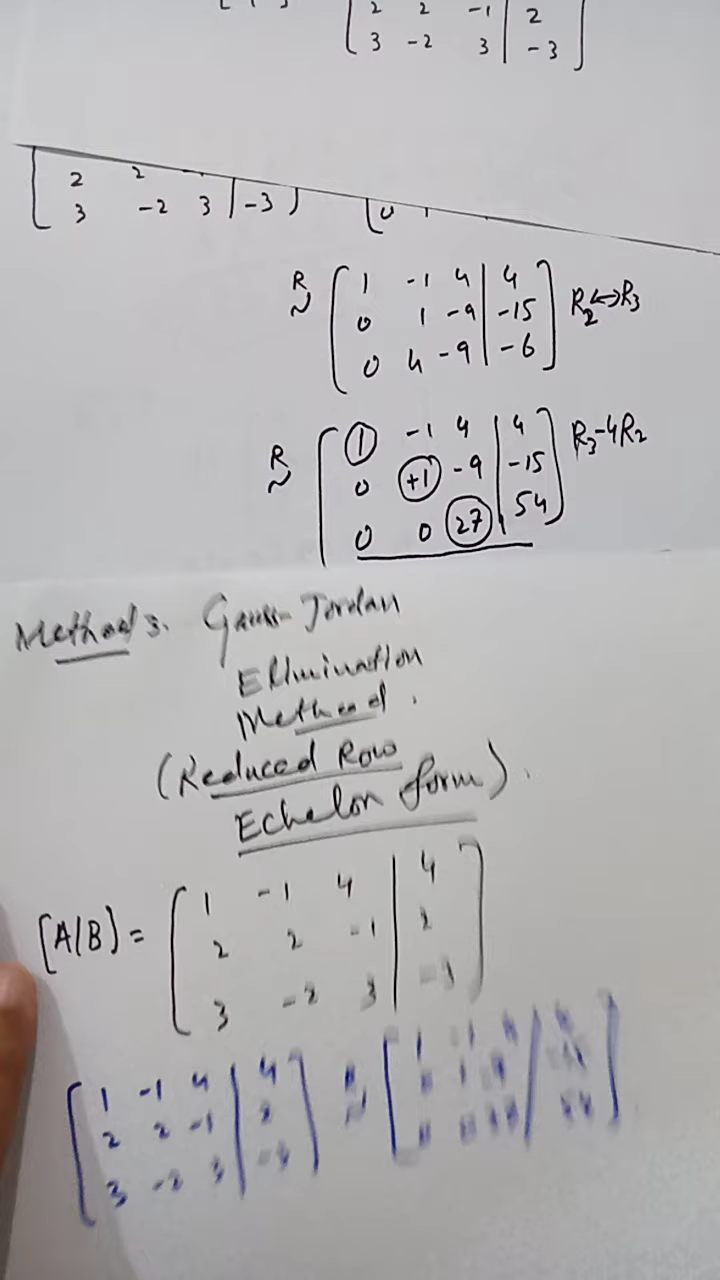 2 2 -1 | 2
3 -2 3 | -3
2 2
3 -2 3 | -3
R ~ [ 1 -1 4 | 4
0 1 -9 | -15
0 4 -9 | -6 ] R2↔R3
R ~ [ 1 -1 4 | 4
0 +1 -9 | -15
0 0 27 | 54 ] R3-4R2
Method 3. Gauss-Jordan
Elimination
Method.
(Reduced Row
Echelon form).
[A|B) = [ 1 -1 4 | 4
2 2 -1 | 2
3 -2 3 | -3 ]
[ 1 -1 4 | 4
2 2 -1 | 2
3 -2 3 | -3 ]